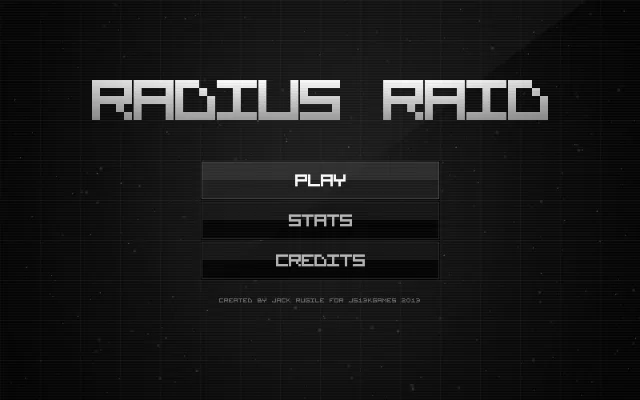 RADIUS RAID
PLAY
STATS
CREDITS
CREATED BY JACK RUGILE FOR JS13KGAMES 2013